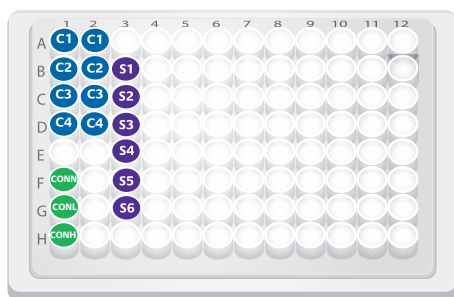 1 2 3 4 5 6 7 8 9 10 11 12
A C1 C1
B C2 C2 S1
C C3 C3 S2
D C4 C4 S3
E S4
F CONN S5
G CONL S6
H CONH